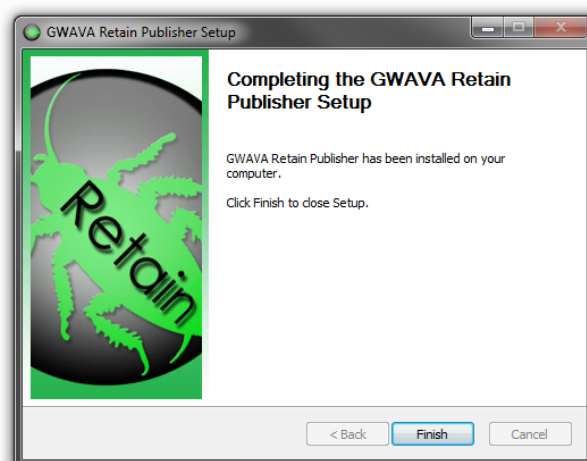 GWAVA Retain Publisher Setup
Completing the GWAVA Retain
Publisher Setup
GWAVA Retain Publisher has been installed on your
computer.
Click Finish to close Setup.
Retain
< Back
Finish
Cancel